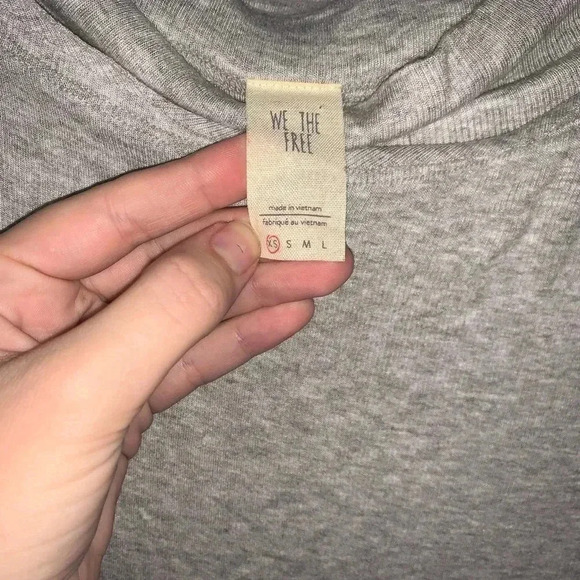 WE THE
FREE
made in vietnam
fabriqué au vietnam
XS S M L